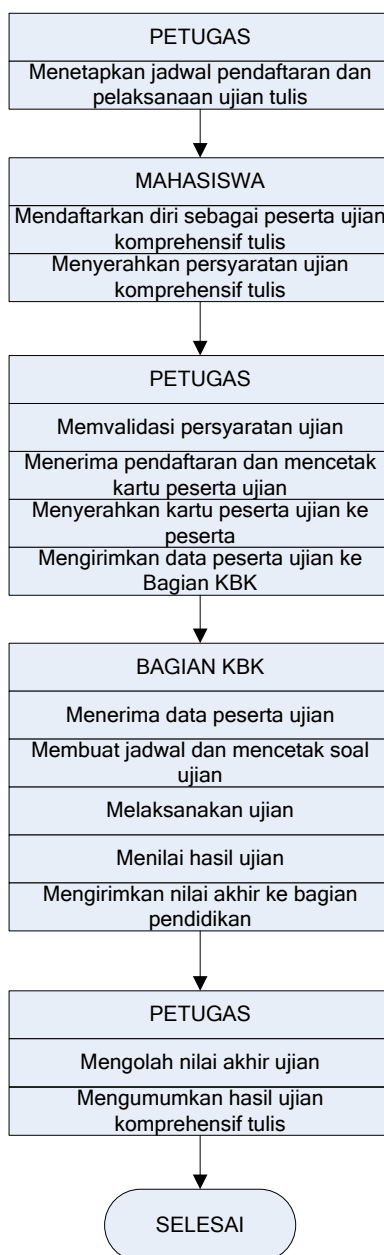 PETUGAS
Menetapkan jadwal pendaftaran dan
pelaksanaan ujian tulis
MAHASISWA
Mendaftarkan diri sebagai peserta ujian
komprehensif tulis
Menyerahkan persyaratan ujian
komprehensif tulis
PETUGAS
Memvalidasi persyaratan ujian
Menerima pendaftaran dan mencetak
kartu peserta ujian
Menyerahkan kartu peserta ujian ke
peserta
Mengirimkan data peserta ujian ke
Bagian KBK
BAGIAN KBK
Menerima data peserta ujian
Membuat jadwal dan mencetak soal
ujian
Melaksanakan ujian
Menilai hasil ujian
Mengirimkan nilai akhir ke bagian
pendidikan
PETUGAS
Mengolah nilai akhir ujian
Mengumumkan hasil ujian
komprehensif tulis
SELESAI